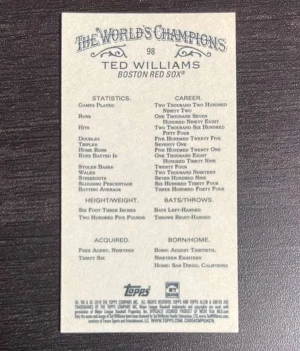 THE WORLD'S CHAMPIONS
98
TED WILLIAMS
BOSTON RED SOX®
STATISTICS. CAREER.
GAMES PLAYED TWO THOUSAND TWO HUNDRED
NINETY TWO
RUNS ONE THOUSAND SEVEN
HUNDRED NINETY EIGHT
HITS TWO THOUSAND SIX HUNDRED
FIFTY FOUR
DOUBLES FIVE HUNDRED TWENTY FIVE
TRIPLES SEVENTY ONE
HOME RUNS FIVE HUNDRED TWENTY ONE
RUNS BATTED IN ONE THOUSAND EIGHT
HUNDRED THIRTY NINE
STOLEN BASES TWENTY FOUR
WALKS TWO THOUSAND NINETEEN
STRIKEOUTS SEVEN HUNDRED NINE
SLUGGING PERCENTAGE SIX HUNDRED THIRTY FOUR
BATTING AVERAGE THREE HUNDRED FORTY FOUR
HEIGHT/WEIGHT. BATS/THROWS.
SIX FOOT THREE INCHES BATS LEFT-HANDED
TWO HUNDRED FIVE POUNDS THROWS RIGHT-HANDED
ACQUIRED. BORN/HOME.
FREE AGENT, NINETEEN BORN: AUGUST THIRTIETH,
THIRTY SIX NINETEEN EIGHTEEN
HOME: SAN DIEGO, CALIFORNIA
Topps